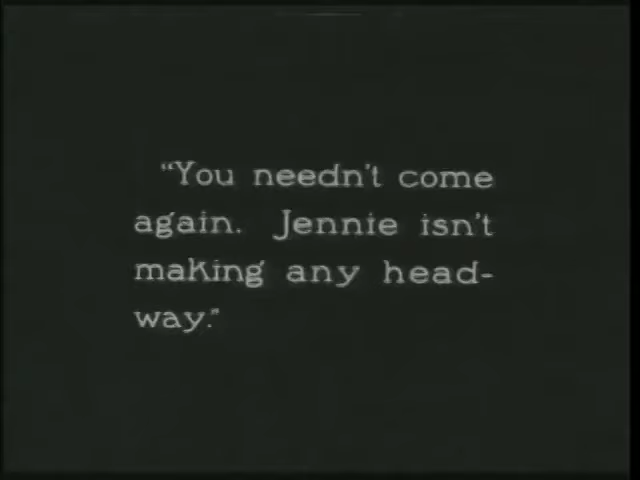 "You needn't come
again. Jennie isn't
making any head-
way."